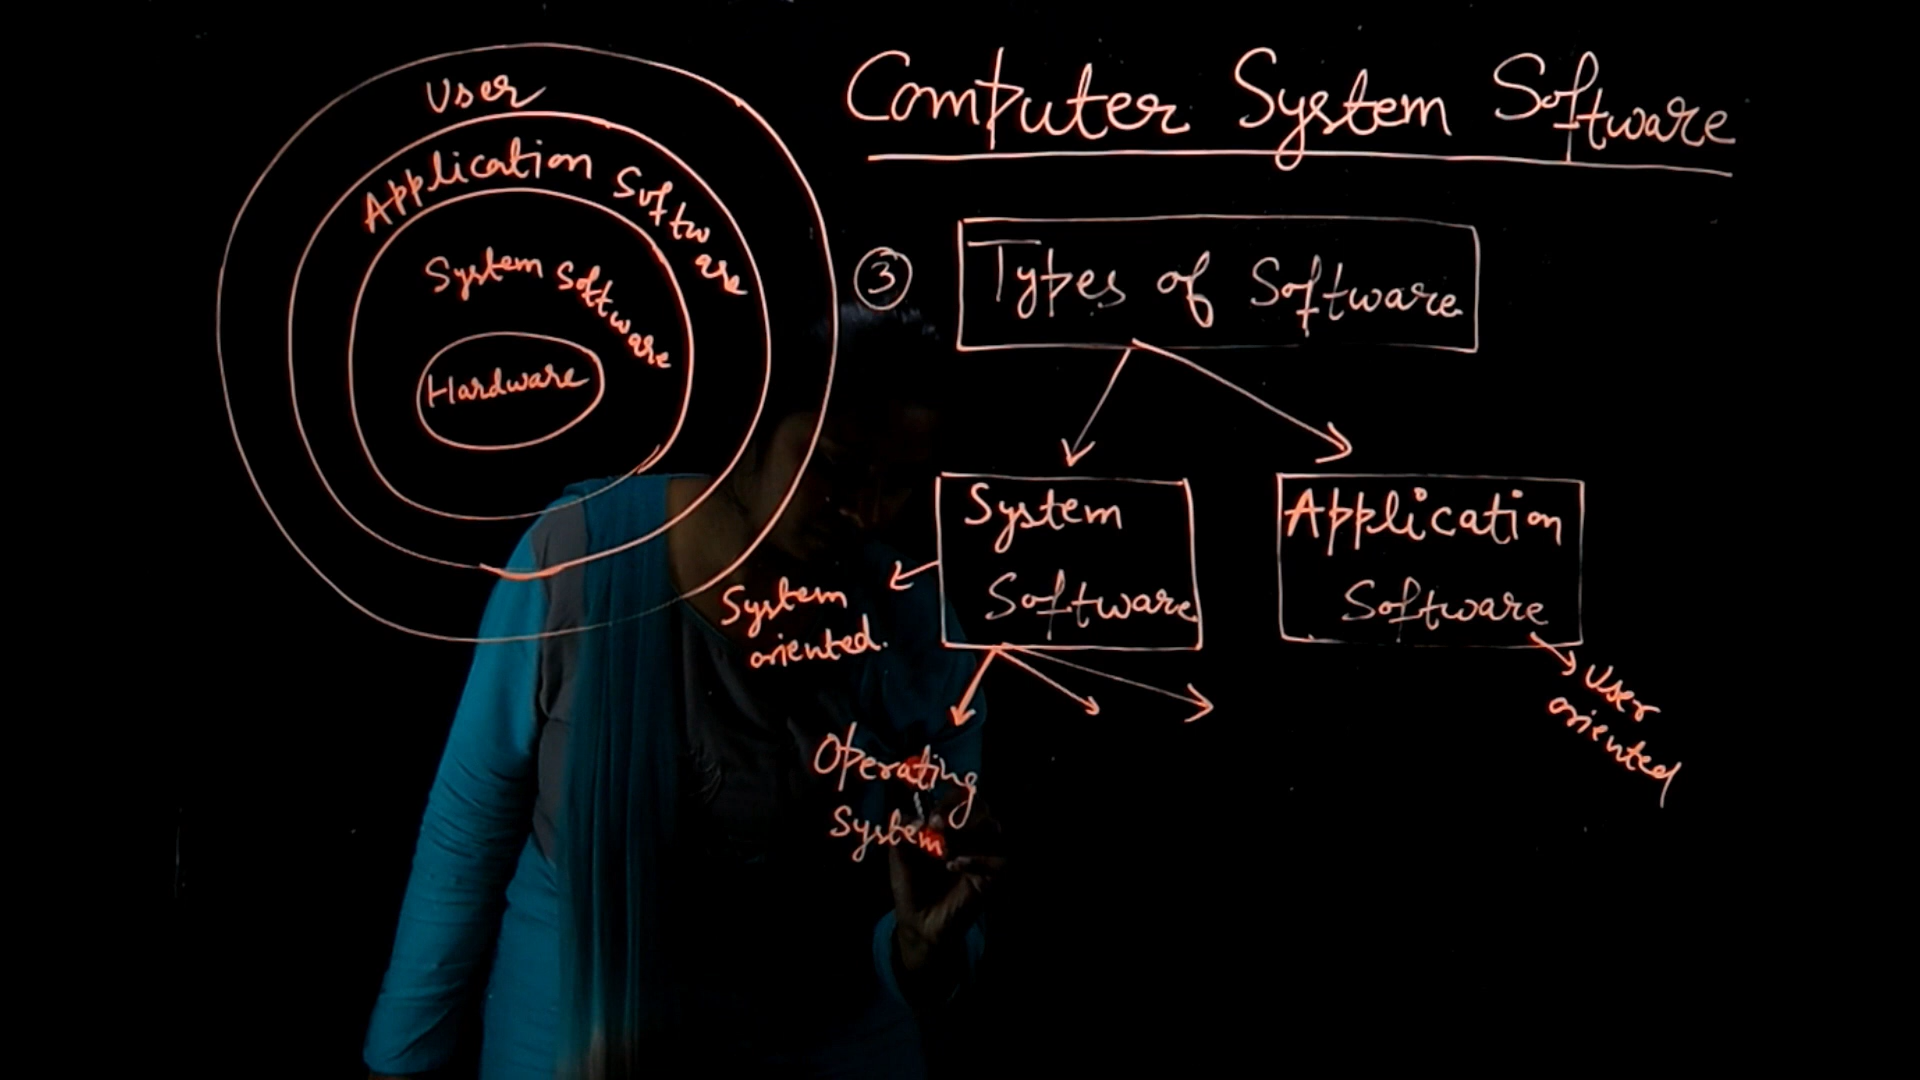 Computer System Software
User
Application Software
System Software
Hardware
3
Types of Software
System
Software
Application
Software
System
oriented.
User
oriented
Operating
System